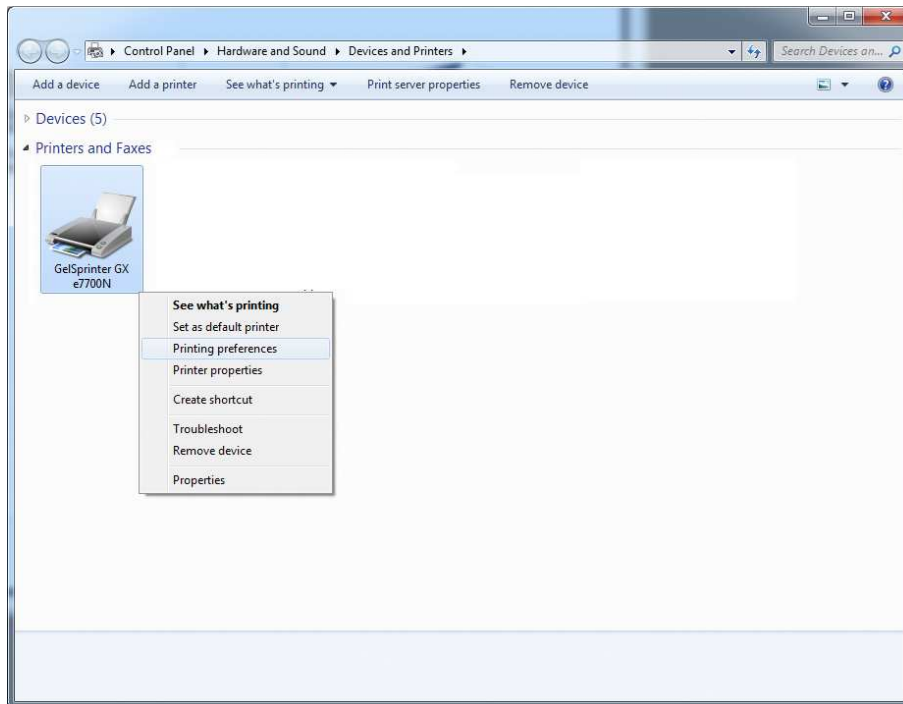 Control Panel Hardware and Sound Devices and Printers Search Devices an...
Add a device Add a printer See what's printing Print server properties Remove device
Devices (5)
Printers and Faxes
GelSprinter GX
e7700N
See what's printing
Set as default printer
Printing preferences
Printer properties
Create shortcut
Troubleshoot
Remove device
Properties